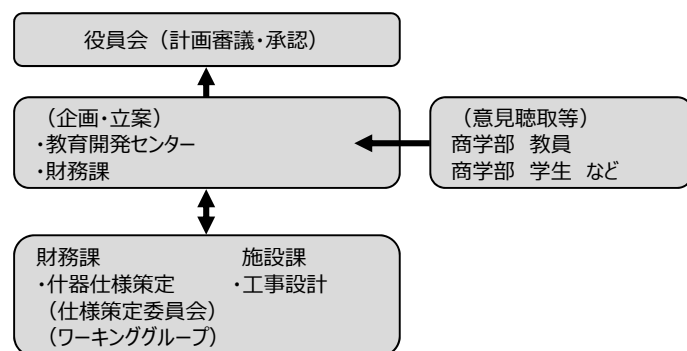 役員会（計画審議・承認）
（企画・立案）
・教育開発センター
・財務課
（意見聴取等）
商学部 教員
商学部 学生 など
財務課
・什器仕様策定
（仕様策定委員会）
（ワーキンググループ）
施設課
・工事設計